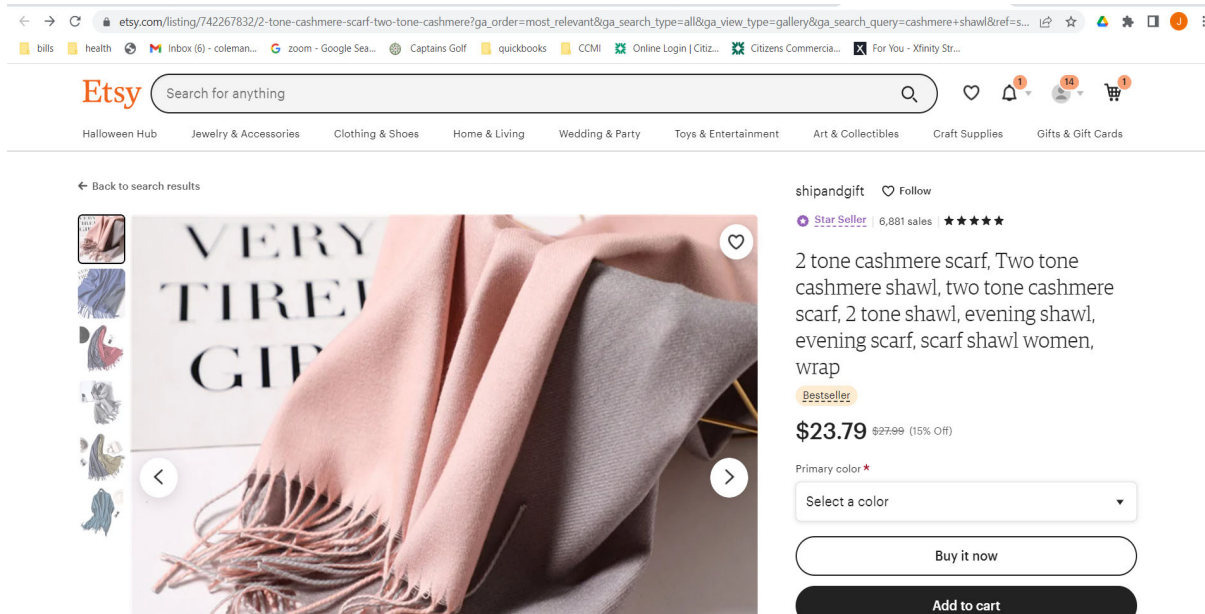 etsy.com/listing/742267832/2-tone-cashmere-scarf-two-tone-cashmere?ga_order=most_relevant&ga_search_type=all&ga_view_type=gallery&ga_search_query=cashmere+shawl&ref=s... J
bills health Inbox (6) - coleman... zoom - Google Sea... Captains Golf quickbooks CCMI Online Login | Citiz... Citizens Commercia... X For You - Xfinity Str...
Etsy Search for anything 1 14 1
Halloween Hub Jewelry & Accessories Clothing & Shoes Home & Living Wedding & Party Toys & Entertainment Art & Collectibles Craft Supplies Gifts & Gift Cards
Back to search results
shipandgift Follow
Star Seller 6,881 sales
VERY
TIRE
GI
2 tone cashmere scarf, Two tone
cashmere shawl, two tone cashmere
scarf, 2 tone shawl, evening shawl,
evening scarf, scarf shawl women,
wrap
Bestseller
$23.79 $27.99 (15% Off)
Primary color *
Select a color
Buy it now
Add to cart